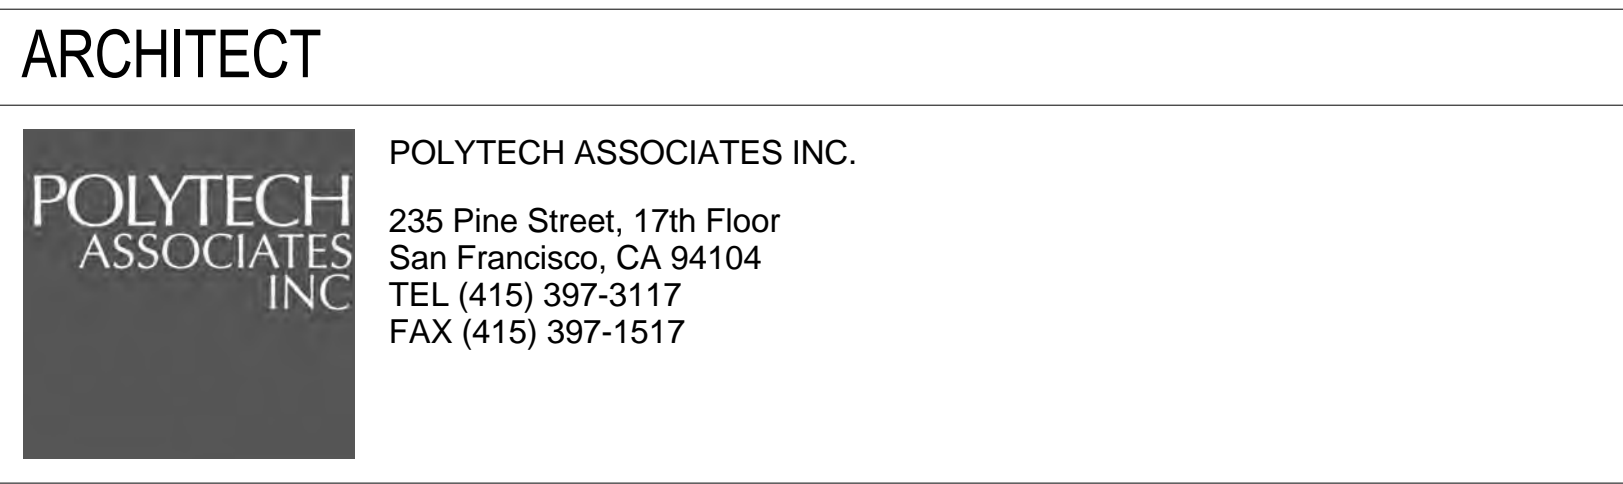 ARCHITECT
POLYTECH
ASSOCIATES
INC
POLYTECH ASSOCIATES INC.
235 Pine Street, 17th Floor
San Francisco, CA 94104
TEL (415) 397-3117
FAX (415) 397-1517